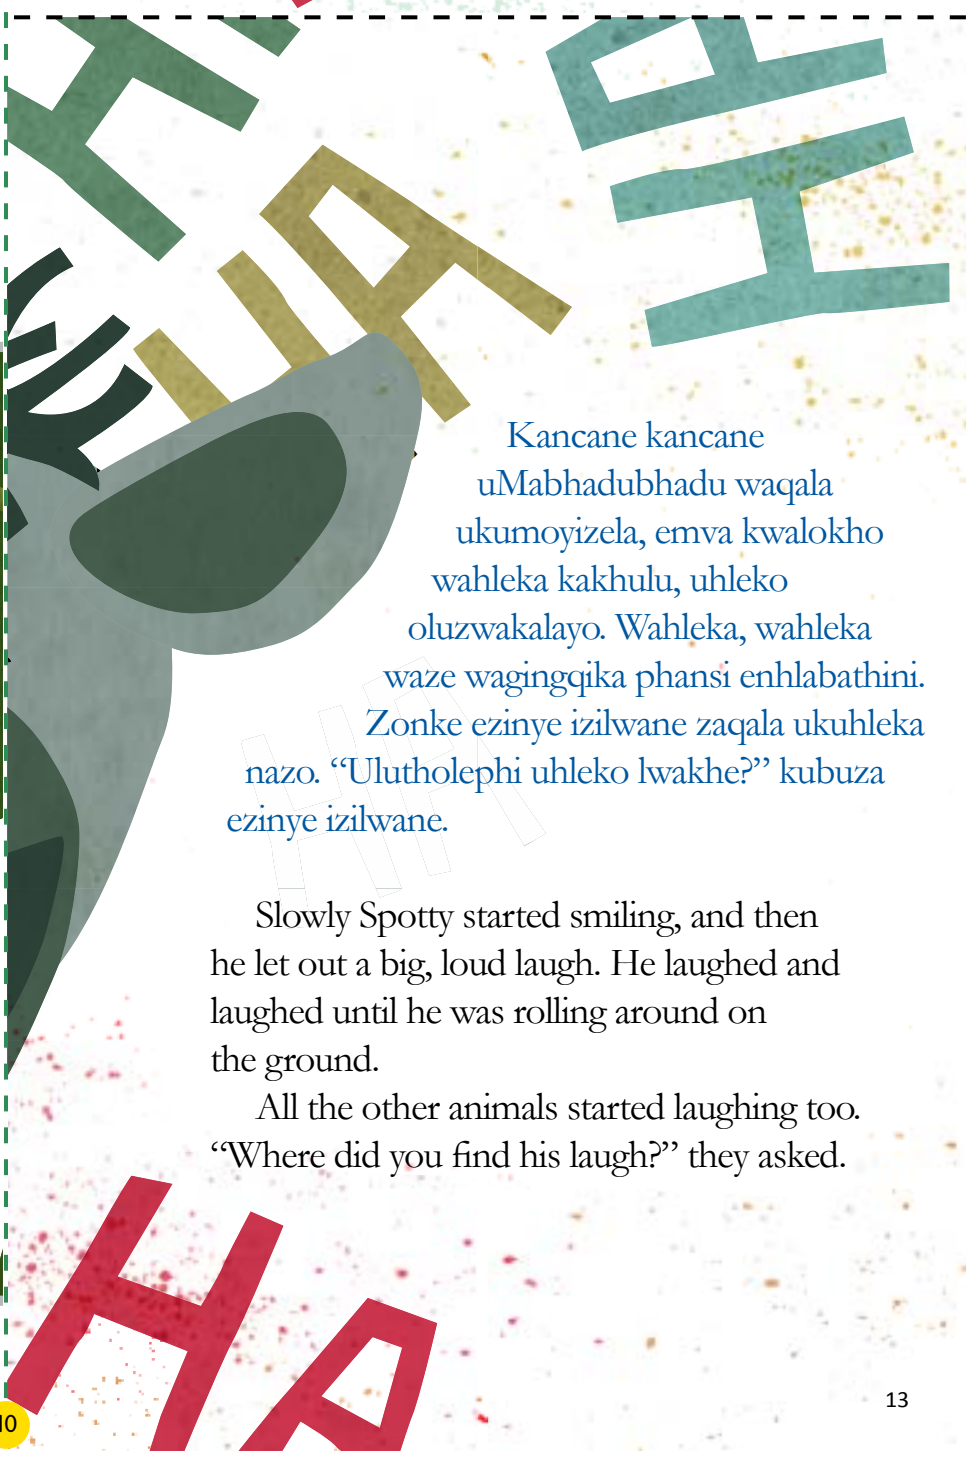 HA
HA
HA
Kancane kancane
uMabhadubhadu waqala
ukumoyizela, emva kwalokho
wahleka kakhulu, uhleko
oluzwakalayo. Wahleka, wahleka
waze wagingqika phansi enhlabathini.
Zonke ezinye izilwane zaqala ukuhleka
nazo. “Ulutholephi uhleko lwakhe?” kubuza
ezinye izilwane.
HA
Slowly Spotty started smiling, and then
he let out a big, loud laugh. He laughed and
laughed until he was rolling around on
the ground.
All the other animals started laughing too.
“Where did you find his laugh?” they asked.
HA
13
10